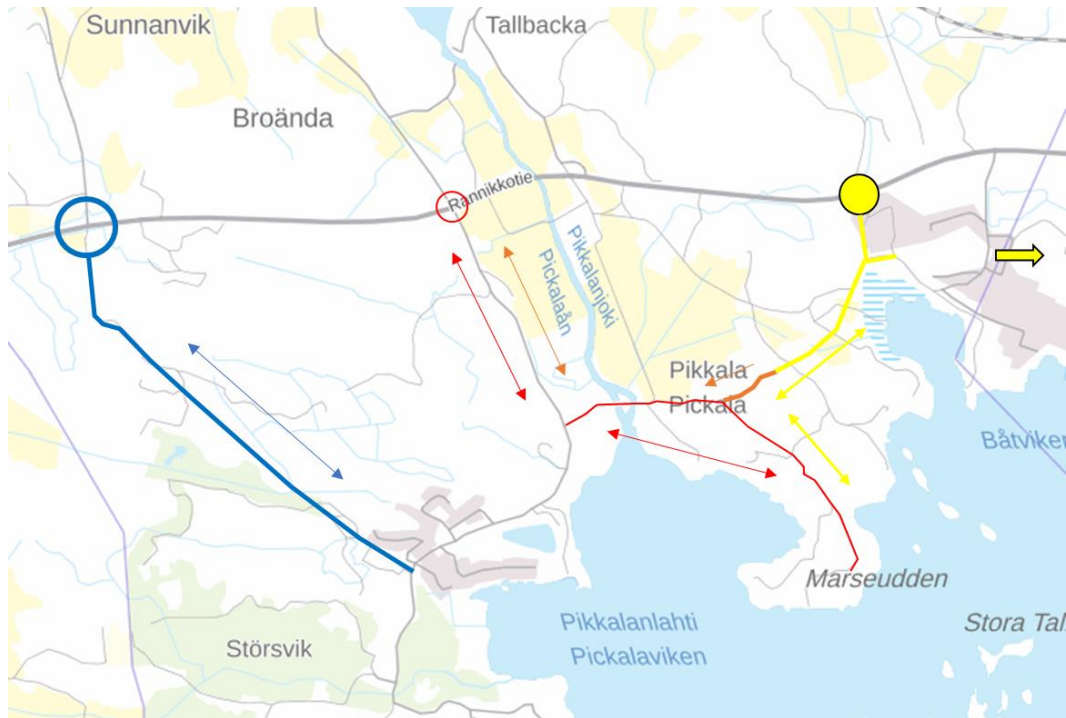 Sunnanvik
Tallbacka
Broända
Rannikkotie
Pikkalanjoki
Pickalaån
Pikkala
Pickala
Båtviken
Marseudden
Pikkalanlahti
Pickalaviken
Stora Tal
Störsvik